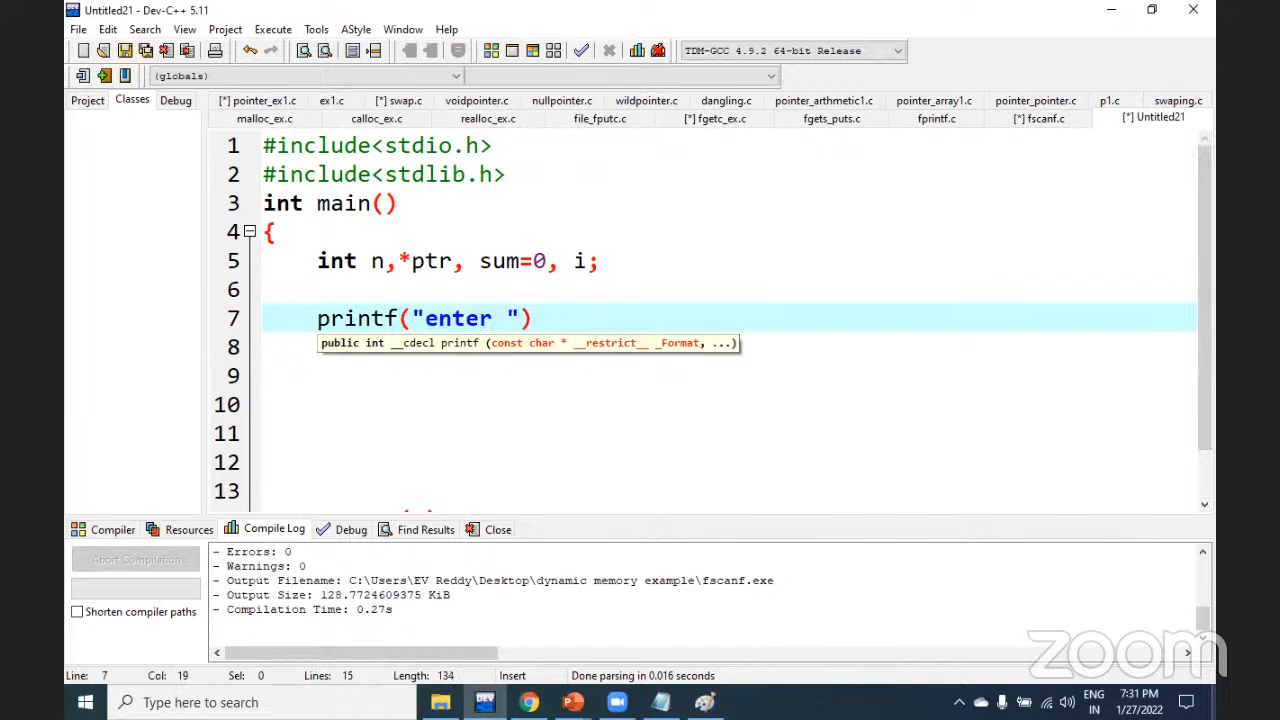 Untitled21 - Dev-C++ 5.11
File Edit Search View Project Execute Tools AStyle Window Help
TDM-GCC 4.9.2 64-bit Release
(globals)
Project Classes Debug
[*] pointer_ex1.c ex1.c [*] swap.c voidpointer.c nullpointer.c wildpointer.c dangling.c pointer_arthmetic1.c pointer_array1.c pointer_pointer.c p1.c swaping.c
malloc_ex.c calloc_ex.c realloc_ex.c file_fputc.c [*] fgetc_ex.c fgets_puts.c fprintf.c [*] fscanf.c [*] Untitled21
1 #include<stdio.h>
2 #include<stdlib.h>
3 int main()
4 {
5 int n,*ptr, sum=0, i;
6
7 printf("enter ")
8 public int __cdecl printf (const char * __restrict__ _Format, ...)
9
10
11
12
13
Compiler Resources Compile Log Debug Find Results Close
Abort Compilation
Shorten compiler paths
- Errors: 0
- Warnings: 0
- Output Filename: C:\Users\EV Reddy\Desktop\dynamic memory example\fscanf.exe
- Output Size: 128.7724609375 KiB
- Compilation Time: 0.27s
zoom
Line: 7 Col: 19 Sel: 0 Lines: 15 Length: 134 Insert Done parsing in 0.016 seconds
Type here to search
DEV
ENG
IN
7:31 PM
1/27/2022